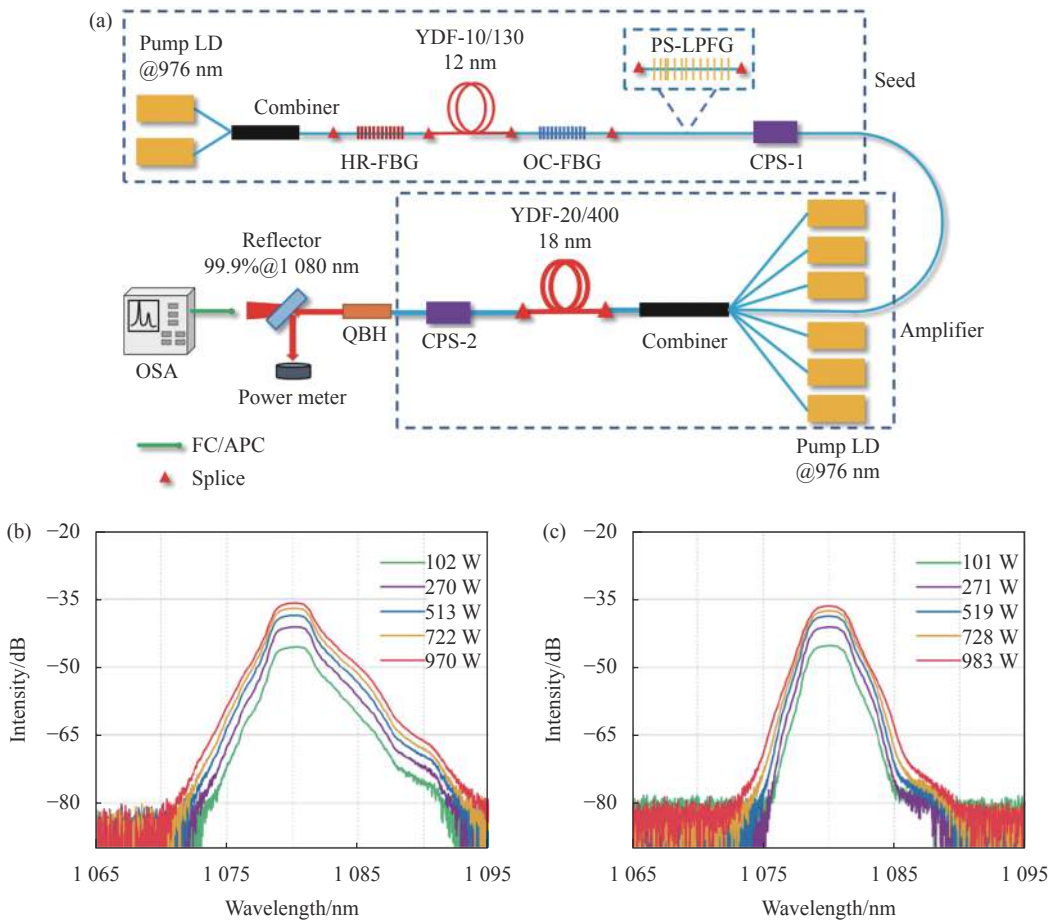 (a)
Pump LD
@976 nm
Combiner
YDF-10/130
12 nm
PS-LPFG
Seed
HR-FBG
OC-FBG
CPS-1
Reflector
99.9%@1 080 nm
YDF-20/400
18 nm
OSA
QBH
CPS-2
Combiner
Amplifier
Power meter
Pump LD
@976 nm
FC/APC
Splice
(b)
−20
−35
−50
−65
−80
Intensity/dB
102 W
270 W
513 W
722 W
970 W
1 065
1 075
1 085
1 095
Wavelength/nm
(c)
−20
−35
−50
−65
−80
Intensity/dB
101 W
271 W
519 W
728 W
983 W
1 065
1 075
1 085
1 095
Wavelength/nm